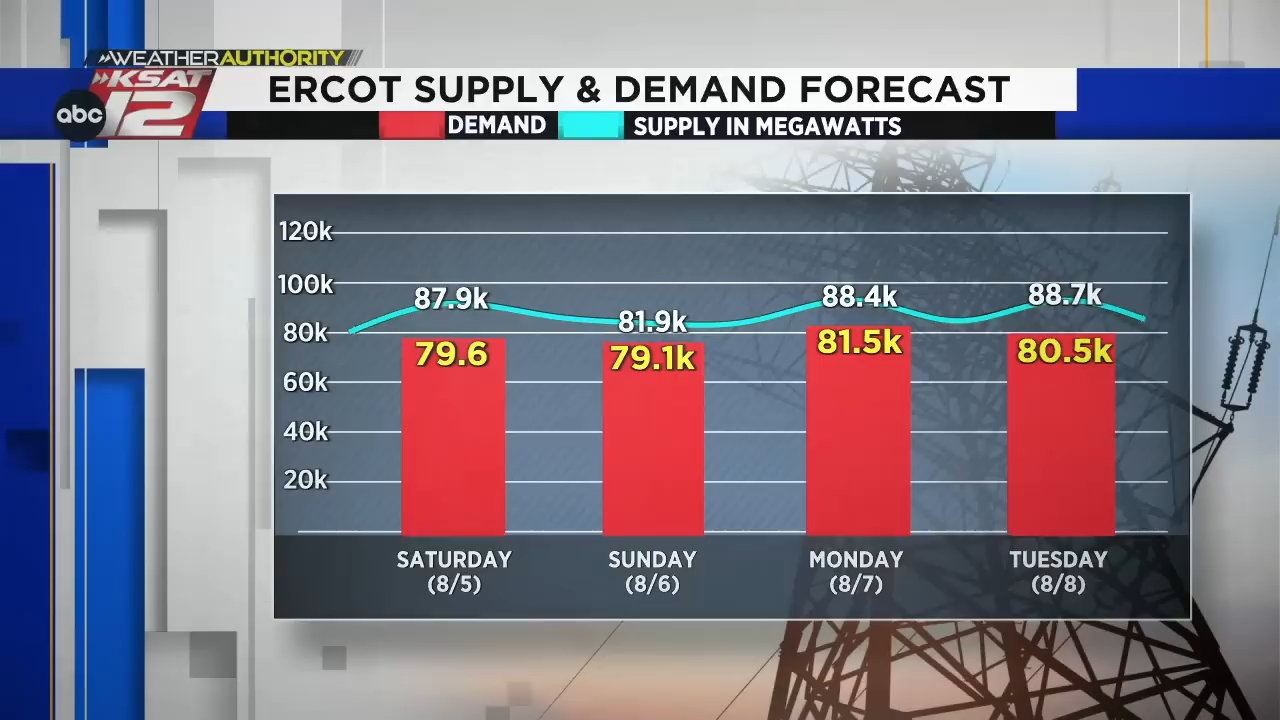 WEATHERAUTHORITY
KSAT
abc 12
ERCOT SUPPLY & DEMAND FORECAST
DEMAND SUPPLY IN MEGAWATTS
120k
100k
80k
60k
40k
20k
87.9k 81.9k 88.4k 88.7k
79.6 79.1k 81.5k 80.5k
SATURDAY SUNDAY MONDAY TUESDAY
(8/5) (8/6) (8/7) (8/8)